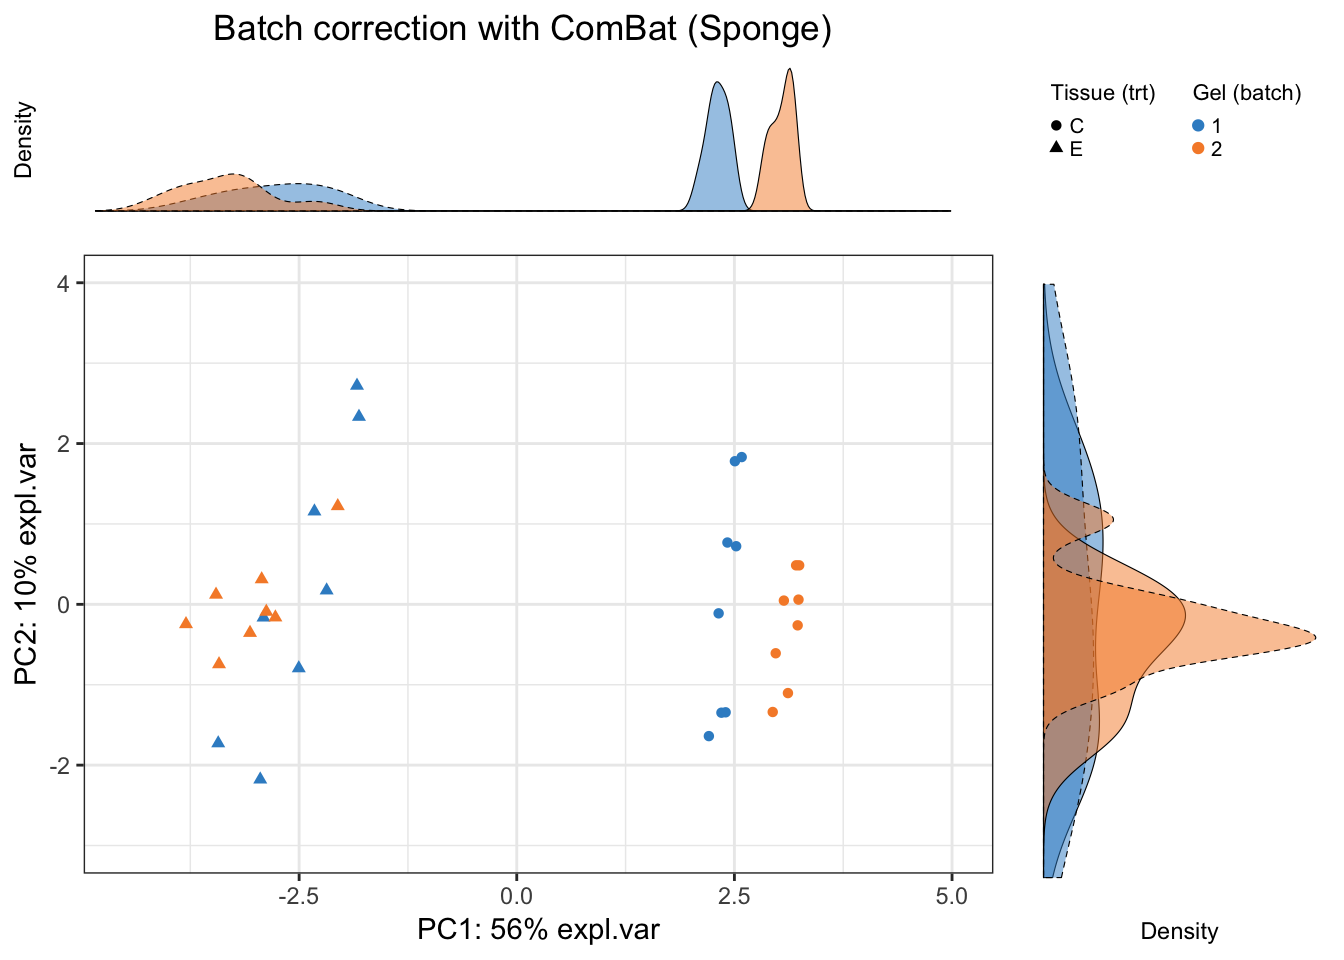 Batch correction with ComBat (Sponge)
Density
Tissue (trt)
C
E
Gel (batch)
1
2
PC2: 10% expl.var
4
2
0
-2
-2.5
0.0
2.5
5.0
PC1: 56% expl.var
Density